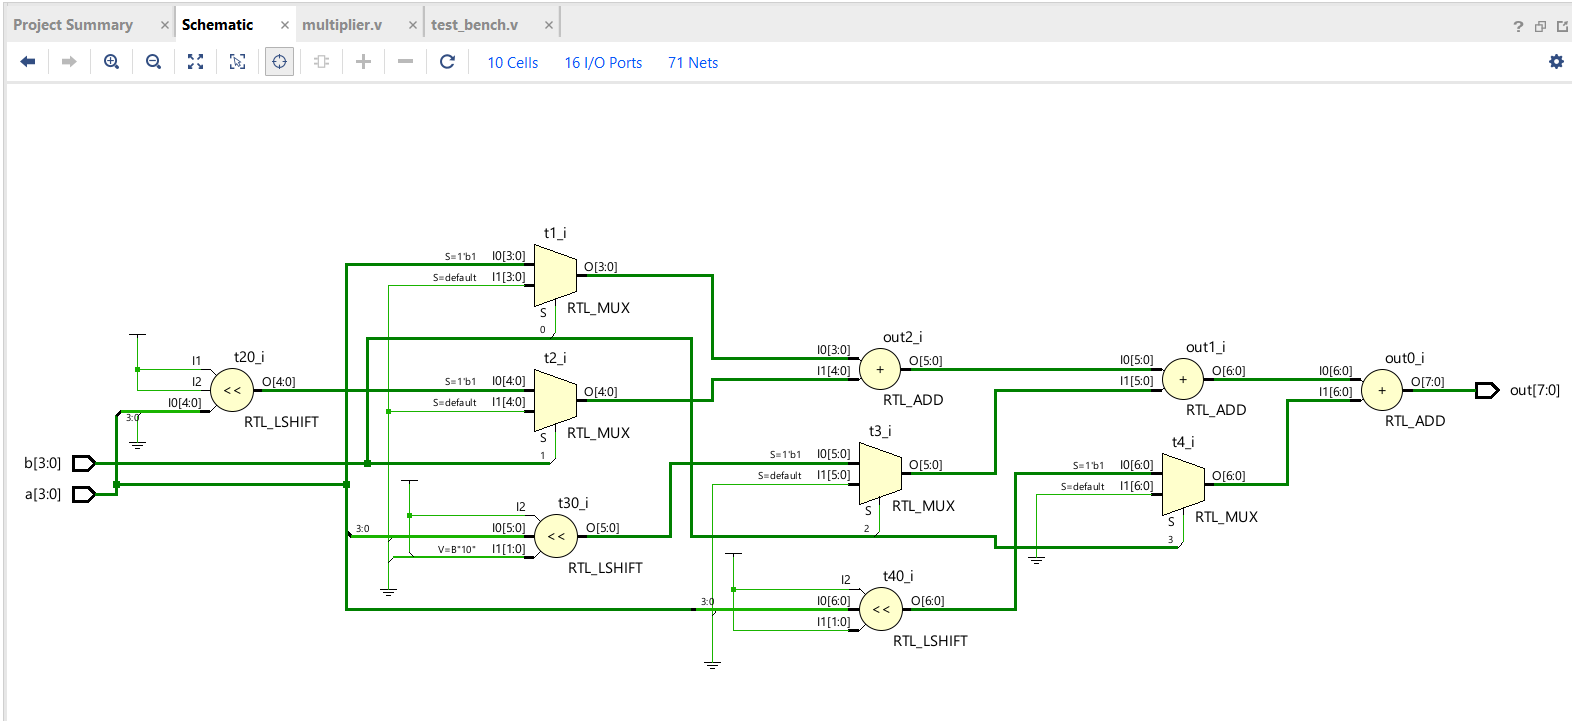 Project Summary × Schematic × multiplier.v × test_bench.v × ?
10 Cells 16 I/O Ports 71 Nets
t1_i
S=1'b1 I0[3:0]
O[3:0]
S=default I1[3:0]
S
RTL_MUX
0
t20_i
I1
I2
O[4:0]
I0[4:0]
3:0
<<
RTL_LSHIFT
t2_i
S=1'b1 I0[4:0]
O[4:0]
S=default I1[4:0]
S
RTL_MUX
1
out2_i
I0[3:0]
O[5:0]
I1[4:0]
+
RTL_ADD
out1_i
I0[5:0]
O[6:0]
I1[5:0]
+
RTL_ADD
out0_i
I0[6:0]
O[7:0]
I1[6:0]
+
RTL_ADD
out[7:0]
b[3:0]
a[3:0]
t3_i
S=1'b1 I0[5:0]
O[5:0]
S=default I1[5:0]
S
RTL_MUX
2
t4_i
S=1'b1 I0[6:0]
O[6:0]
S=default I1[6:0]
S
RTL_MUX
3
t30_i
I2
3:0 I0[5:0]
O[5:0]
V=B"10" I1[1:0]
<<
RTL_LSHIFT
t40_i
I2
3:0 I0[6:0]
O[6:0]
I1[1:0]
<<
RTL_LSHIFT